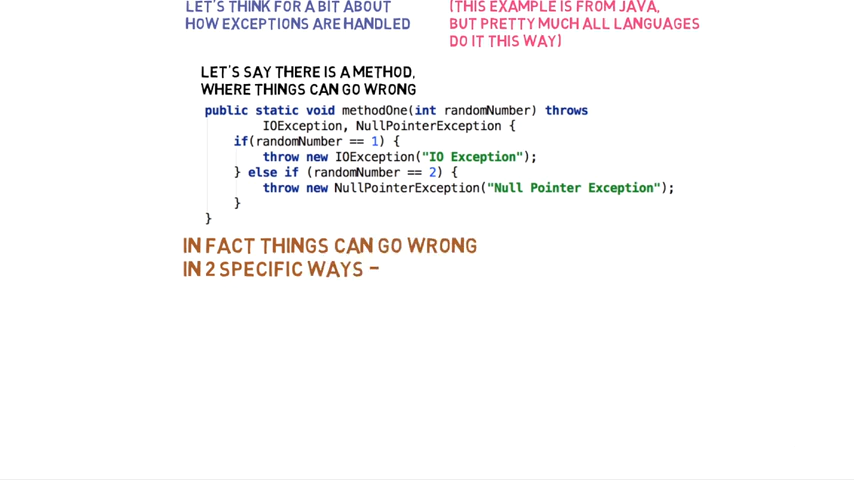 LET'S THINK FOR A BIT ABOUT
HOW EXCEPTIONS ARE HANDLED
(THIS EXAMPLE IS FROM JAVA,
BUT PRETTY MUCH ALL LANGUAGES
DO IT THIS WAY)
LET'S SAY THERE IS A METHOD,
WHERE THINGS CAN GO WRONG
public static void methodOne(int randomNumber) throws
IOException, NullPointerException {
if(randomNumber == 1) {
throw new IOException("IO Exception");
} else if (randomNumber == 2) {
throw new NullPointerException("Null Pointer Exception");
}
}
IN FACT THINGS CAN GO WRONG
IN 2 SPECIFIC WAYS -